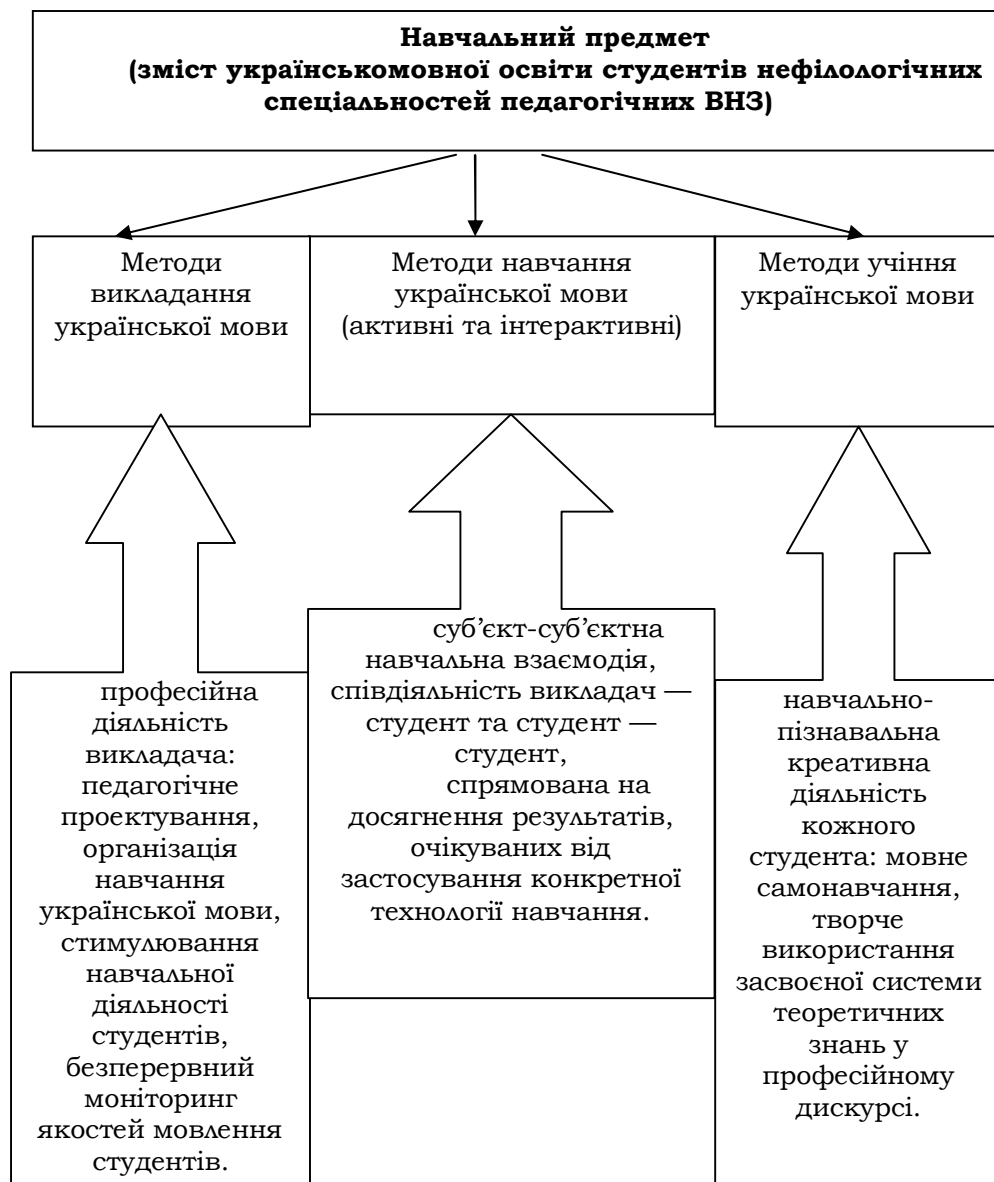 Навчальний предмет
(зміст українськомовної освіти студентів нефілологічних
спеціальностей педагогічних ВНЗ)
Методи
викладання
української мови
Методи навчання
української мови
(активні та інтерактивні)
Методи учіння
української мови
професійна
діяльність
викладача:
педагогічне
проектування,
організація
навчання
української мови,
стимулювання
навчальної
діяльності
студентів,
безперервний
моніторинг
якостей мовлення
студентів.
суб’єкт-суб’єктна
навчальна взаємодія,
співдіяльність викладач —
студент та студент —
студент,
спрямована на
досягнення результатів,
очікуваних від
застосування конкретної
технології навчання.
навчально-
пізнавальна
креативна
діяльність
кожного
студента: мовне
самонавчання,
творче
використання
засвоєної системи
теоретичних
знань у
професійному
дискурсі.